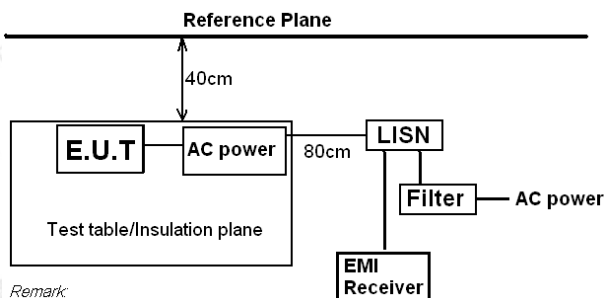 Reference Plane
40cm
E.U.T
AC power
80cm
LISN
Filter
AC power
Test table/Insulation plane
EMI
Receiver
Remark: